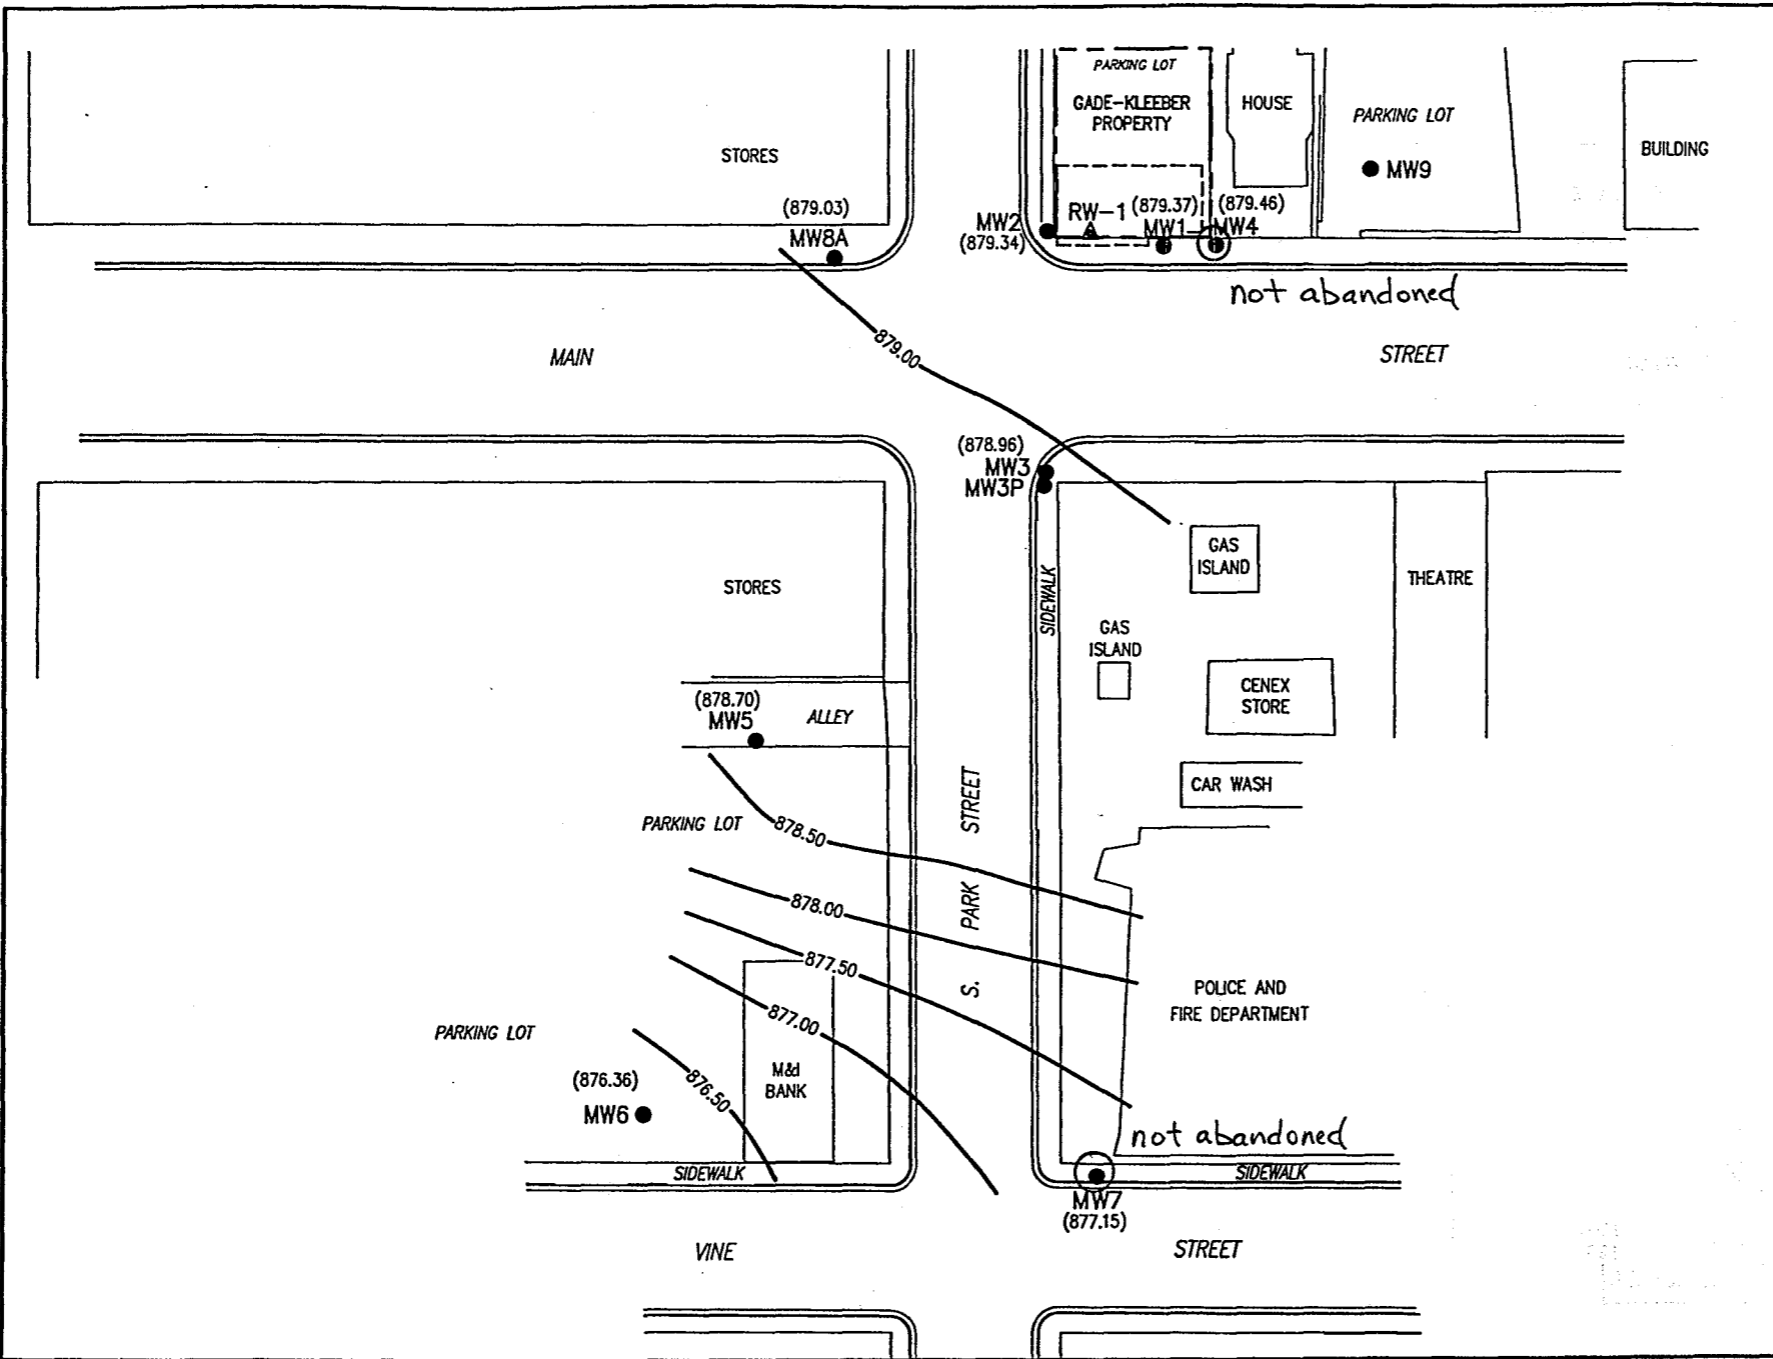 PARKING LOT
GADE-KLEEBER
PROPERTY
HOUSE
PARKING LOT
MW9
BUILDING
STORES
(879.03)
MW8A
MW2
(879.34)
RW-1
(879.37)
MW1
(879.46)
MW4
not abandoned
MAIN
STREET
879.00
(878.96)
MW3
MW3P
STORES
SIDEWALK
GAS
ISLAND
GAS
ISLAND
THEATRE
CENEX
STORE
(878.70)
MW5
ALLEY
CAR WASH
PARKING LOT
878.50
S. PARK STREET
878.00
877.50
877.00
POLICE AND
FIRE DEPARTMENT
PARKING LOT
(876.36)
MW6
876.50
M&I
BANK
not abandoned
SIDEWALK
SIDEWALK
MW7
(877.15)
VINE
STREET